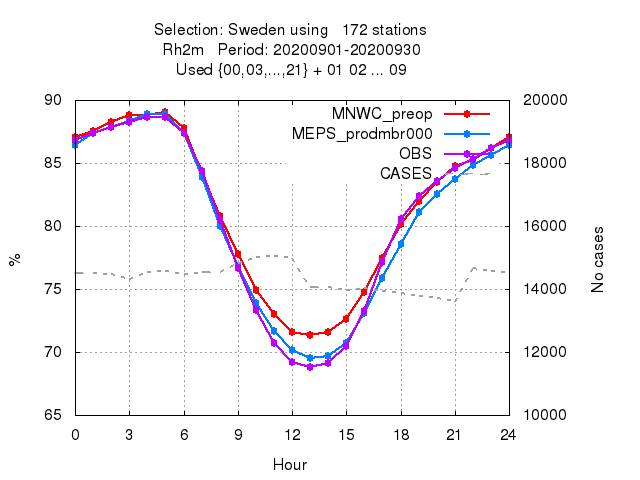 Selection: Sweden using   172 stations
Rh2m   Period: 20200901-20200930
Used {00,03,...,21} + 01 02 ... 09
90
20000
MNWC_preop
MEPS_prodmbr000
OBS
CASES
85
18000
80
16000
%
No cases
75
14000
70
12000
65
10000
0 3 6 9 12 15 18 21 24
Hour